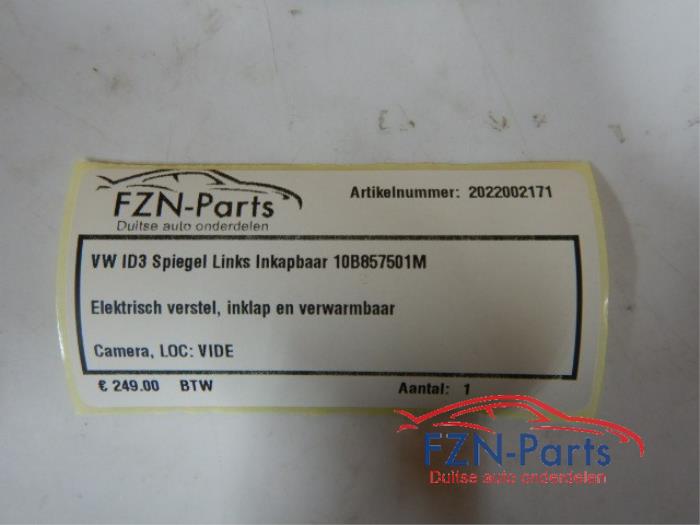 FZN-Parts
Duitse auto onderdelen
Artikelnummer: 2022002171
VW ID3 Spiegel Links Inkapbaar 10B857501M
Elektrisch verstel, inklap en verwarmbaar
Camera, LOC: VIDE
€ 249.00 BTW Aantal: 1
FZN-Parts
Duitse auto onderdelen